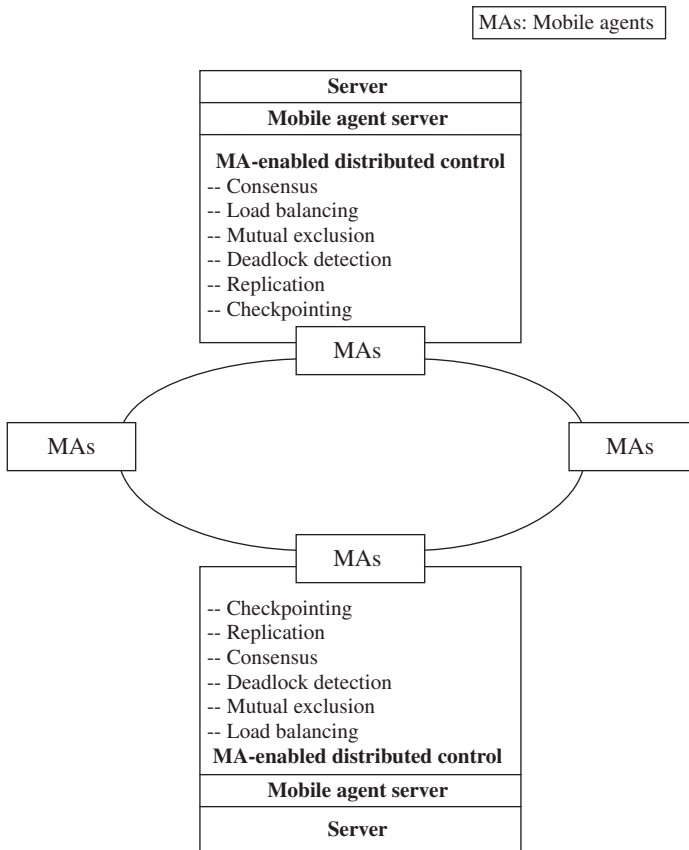 MAs: Mobile agents
Server
Mobile agent server
MA-enabled distributed control
-- Consensus
-- Load balancing
-- Mutual exclusion
-- Deadlock detection
-- Replication
-- Checkpointing
MAs
MAs
MAs
MAs
-- Checkpointing
-- Replication
-- Consensus
-- Deadlock detection
-- Mutual exclusion
-- Load balancing
MA-enabled distributed control
Mobile agent server
Server